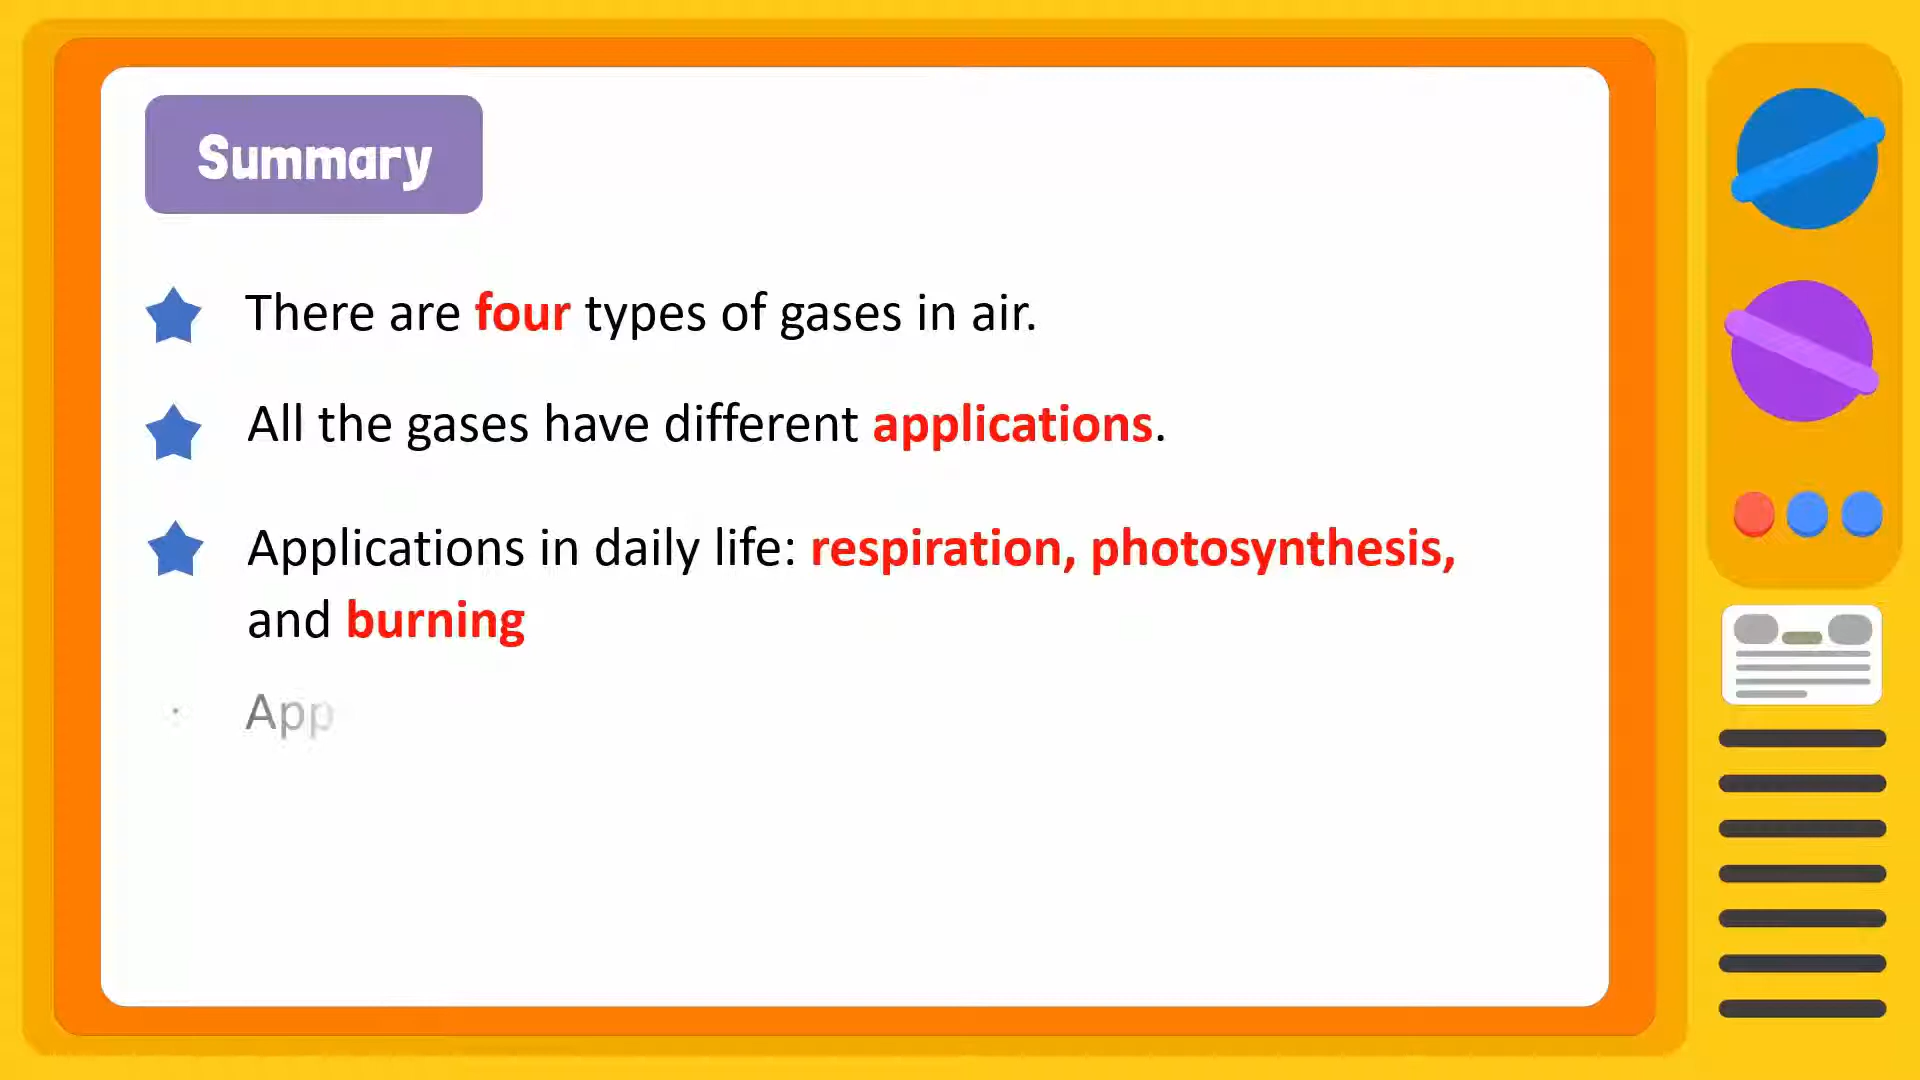 Summary
There are four types of gases in air.
All the gases have different applications.
Applications in daily life: respiration, photosynthesis,
and burning
App